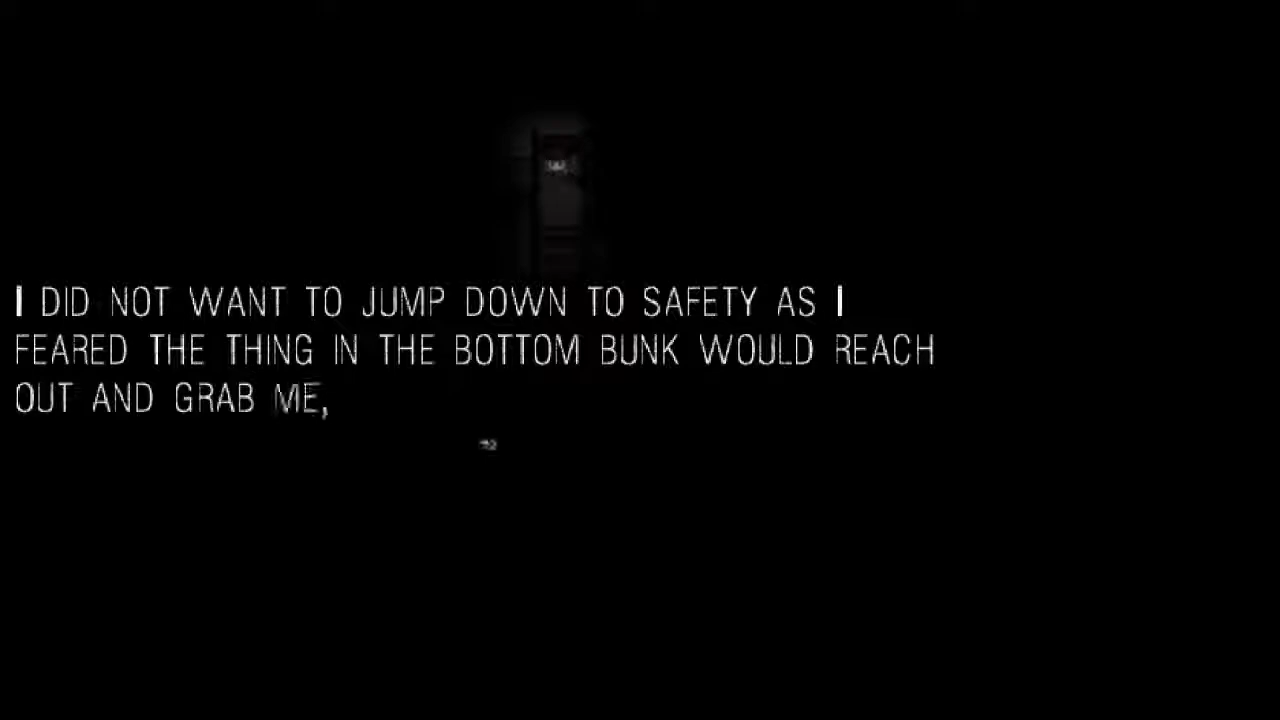 I DID NOT WANT TO JUMP DOWN TO SAFETY AS I
FEARED THE THING IN THE BOTTOM BUNK WOULD REACH
OUT AND GRAB ME,